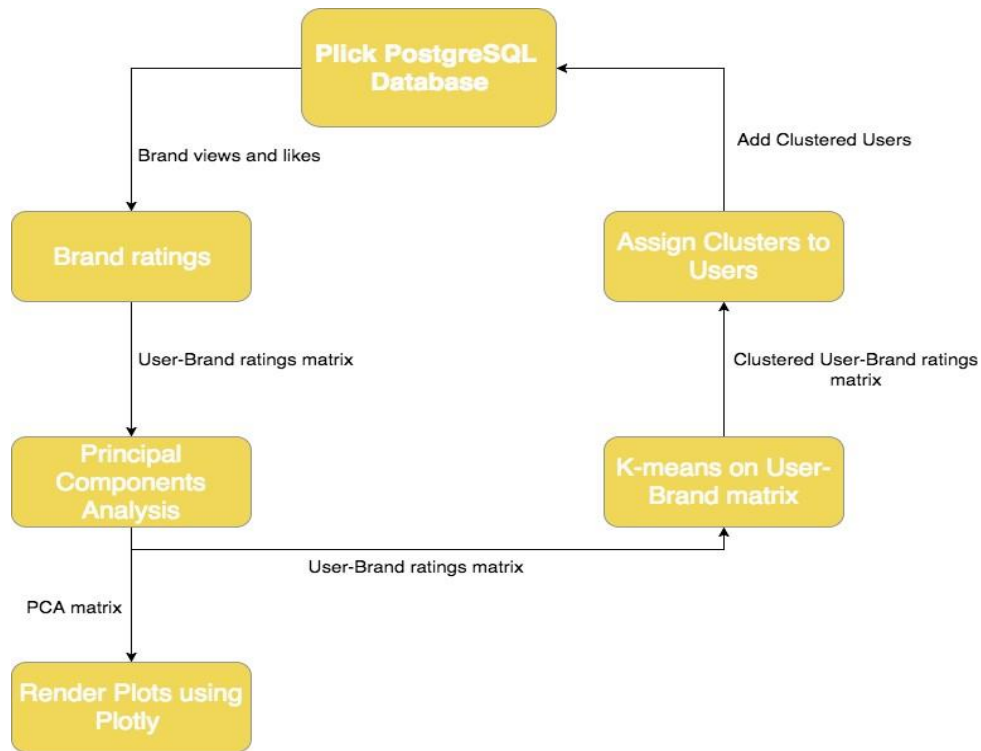 Plick PostgreSQL
Database
Brand views and likes
Add Clustered Users
Brand ratings
Assign Clusters to
Users
User-Brand ratings matrix
Clustered User-Brand ratings
matrix
Principal
Components
Analysis
K-means on User-
Brand matrix
User-Brand ratings matrix
PCA matrix
Render Plots using
Plotly